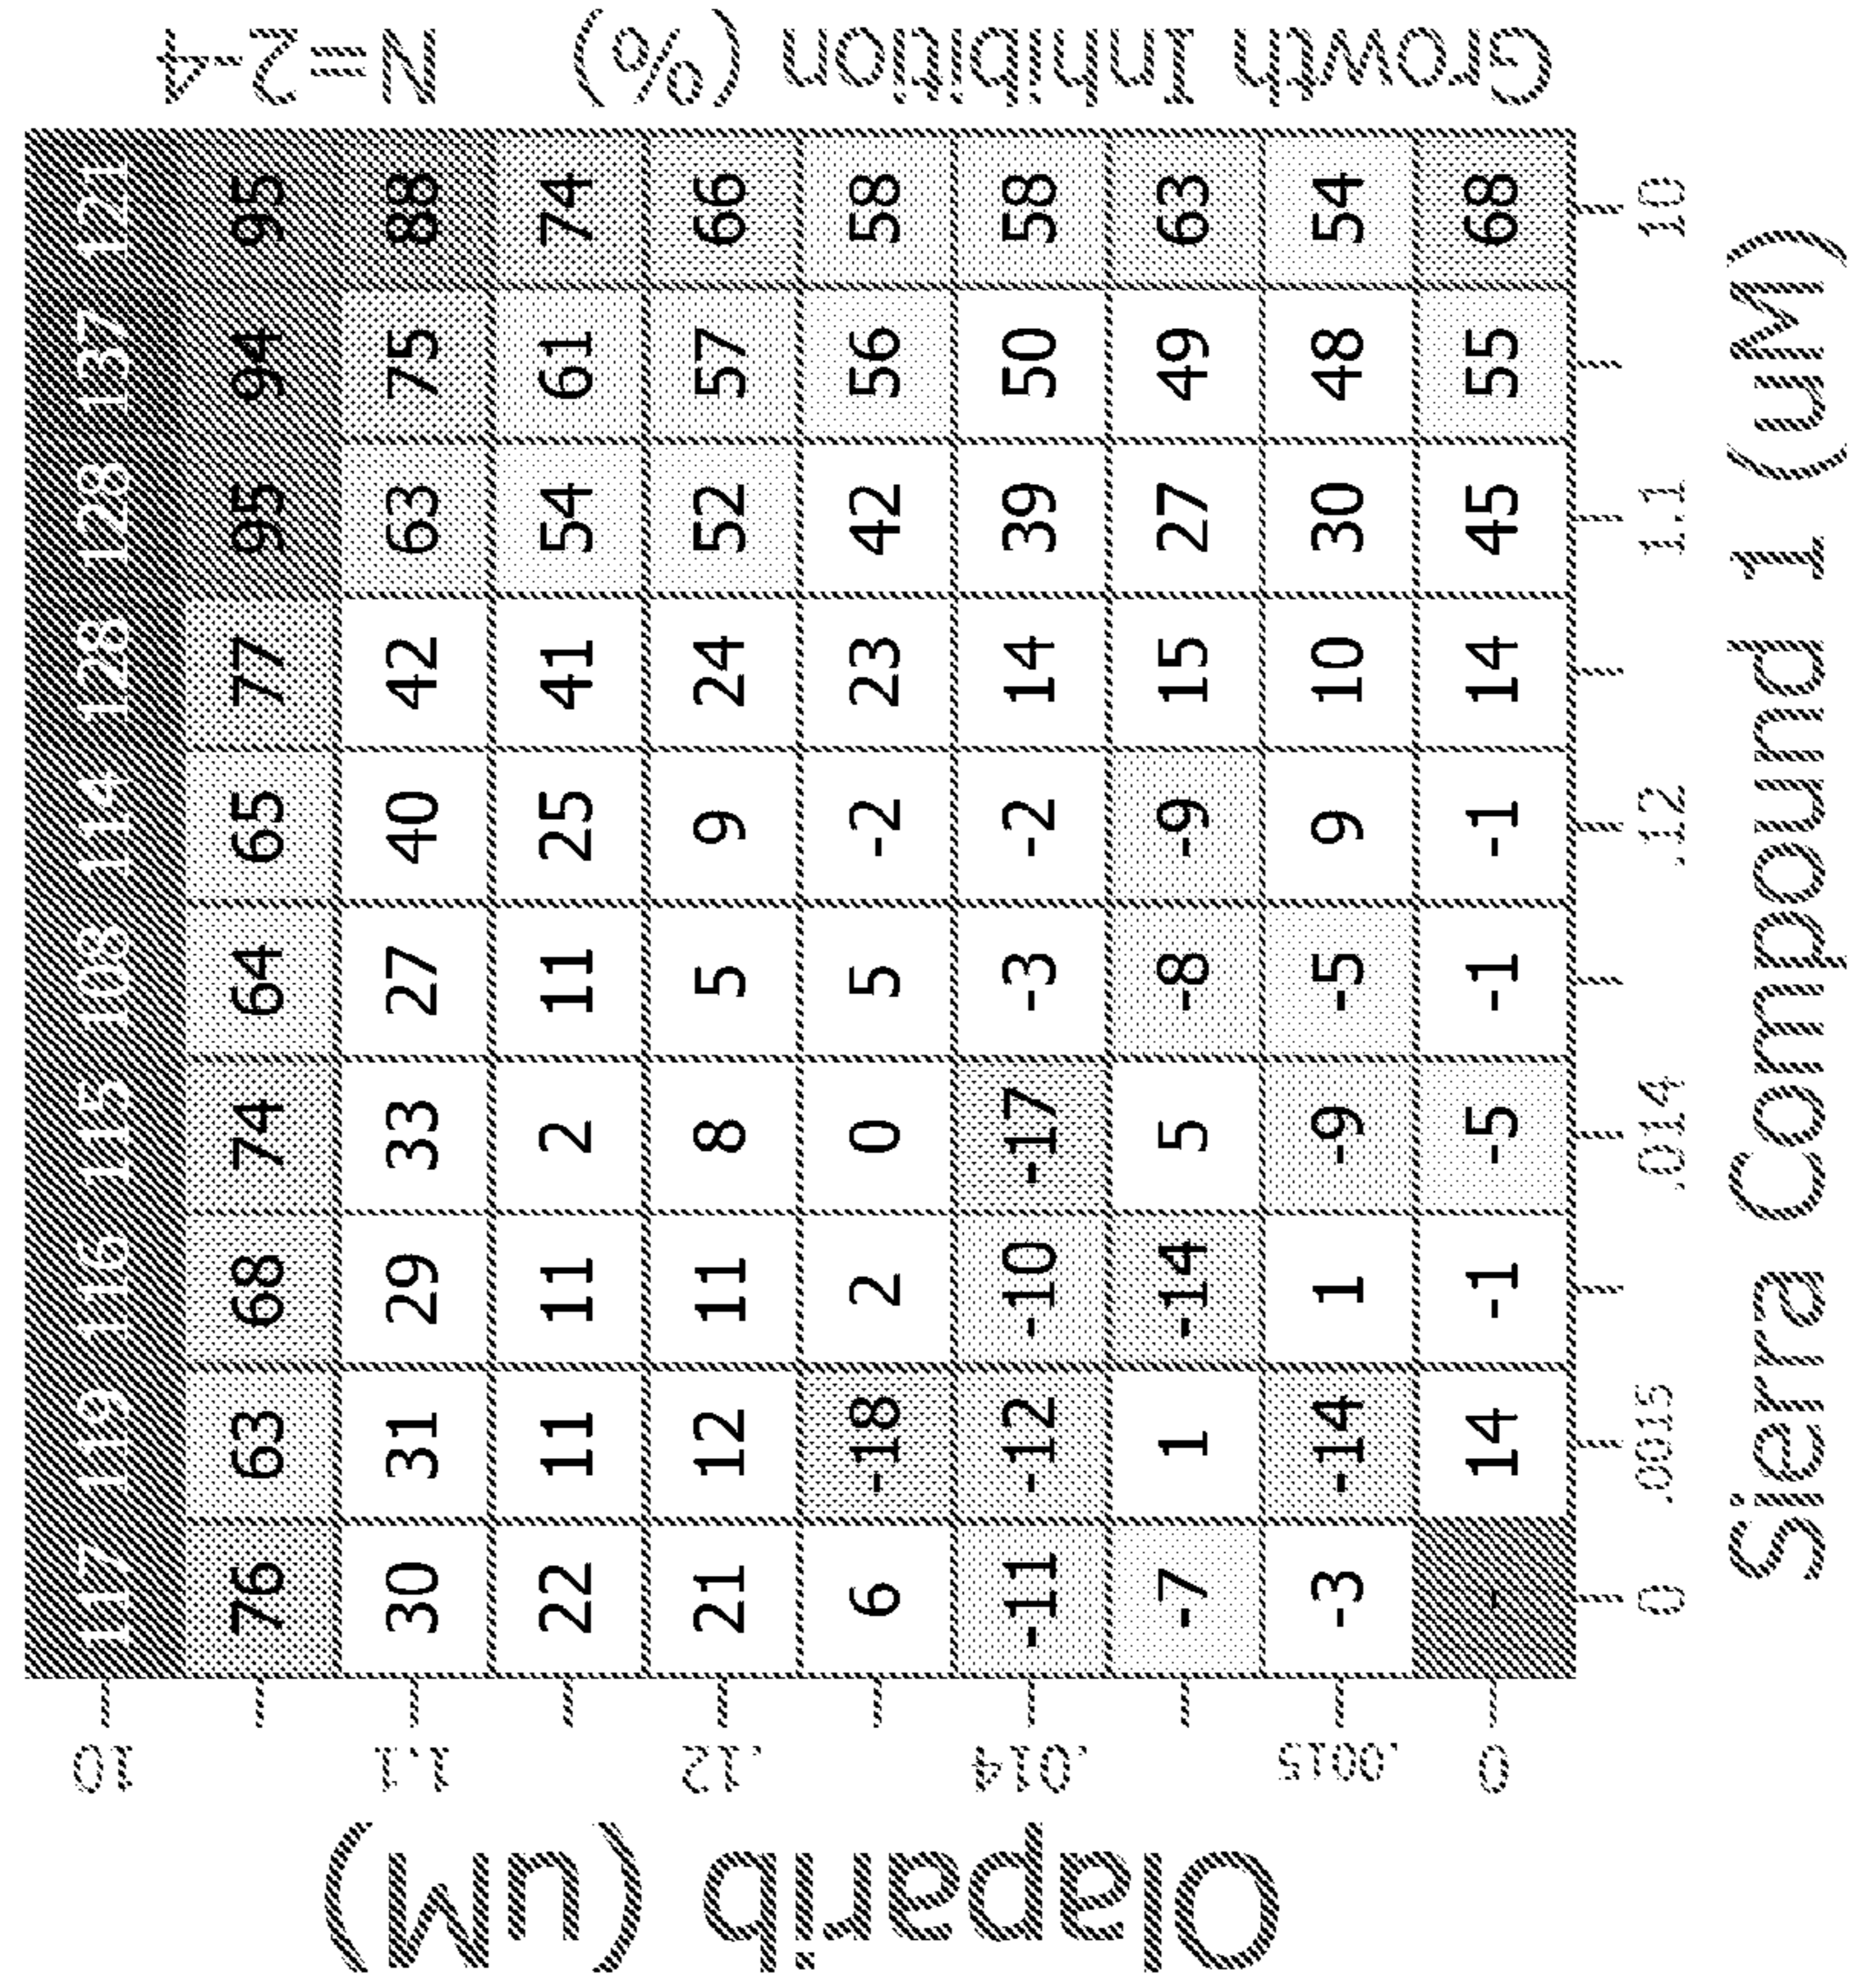 Olaparib (uM)
10 117 119 116 115 108 114 128 128 137 121
76 63 68 74 64 65 77 95 94 95
1.1 30 31 29 33 27 40 42 63 75 88
22 11 11 2 11 25 41 54 61 74
.12 21 12 11 8 5 9 24 52 57 66
6 -18 2 0 5 -2 23 42 56 58
.014 -11 -12 -10 -17 -3 -2 14 39 50 58
-7 1 -14 5 -8 -9 15 27 49 63
.0015 -3 -14 1 -9 -5 9 10 30 48 54
0 - 14 -1 -5 -1 -1 14 45 55 68
0 .0015 .014 .12 1.1 10
Sierra Compound 1 (uM)
Growth Inhibition (%) N=2-4